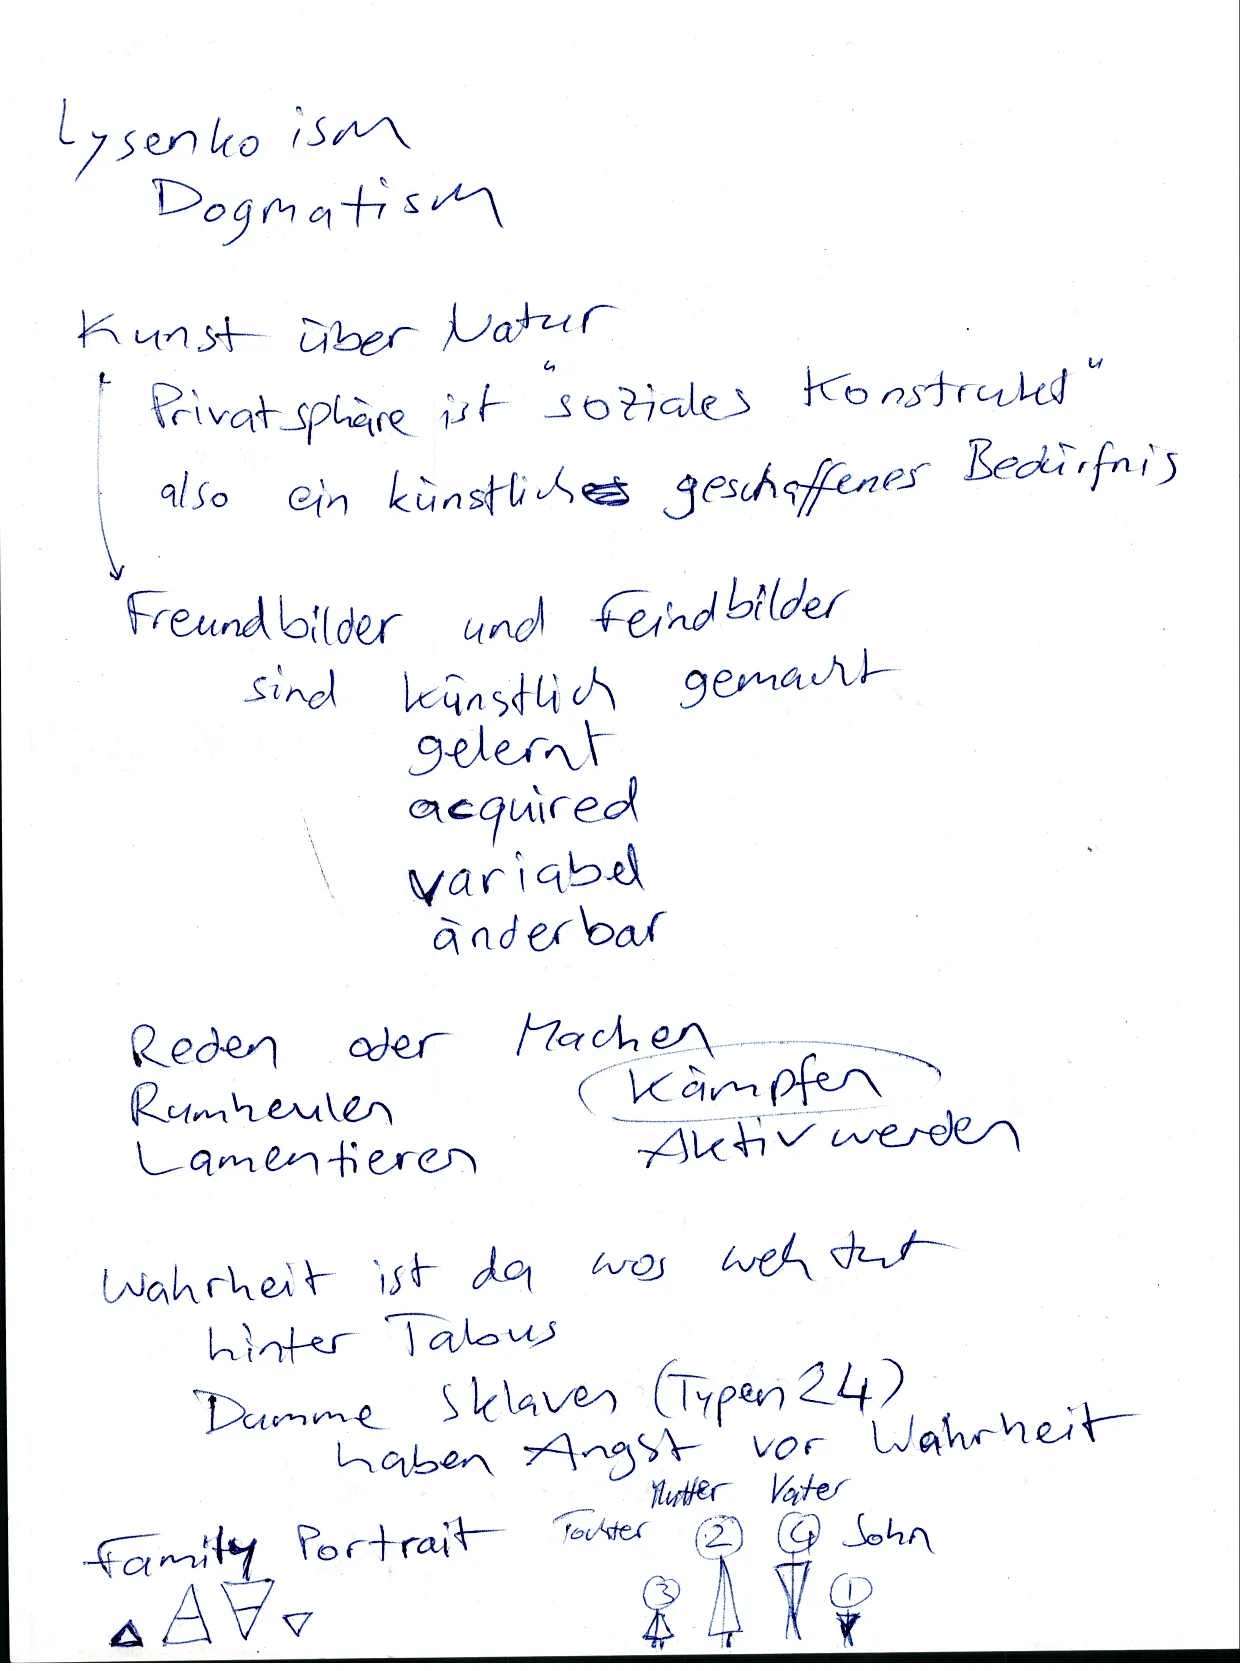 Lysenkoism
Dogmatism
Kunst über Natur
Privatsphäre ist "soziales Konstrukt"
also ein künstliches geschaffenes Bedürfnis
Freundbilder und Feindbilder
sind künstlich gemacht
gelernt
acquired
variabel
änderbar
Reden oder Machen
Rumheulen Kämpfen
Lamentieren Aktiv werden
Wahrheit ist da wos weh tut
hinter Tabus
Dumme Sklaven (Typen 24)
haben Angst vor Wahrheit
Mutter Vater
Family Portrait Tochter 2 4 Sohn
3 1